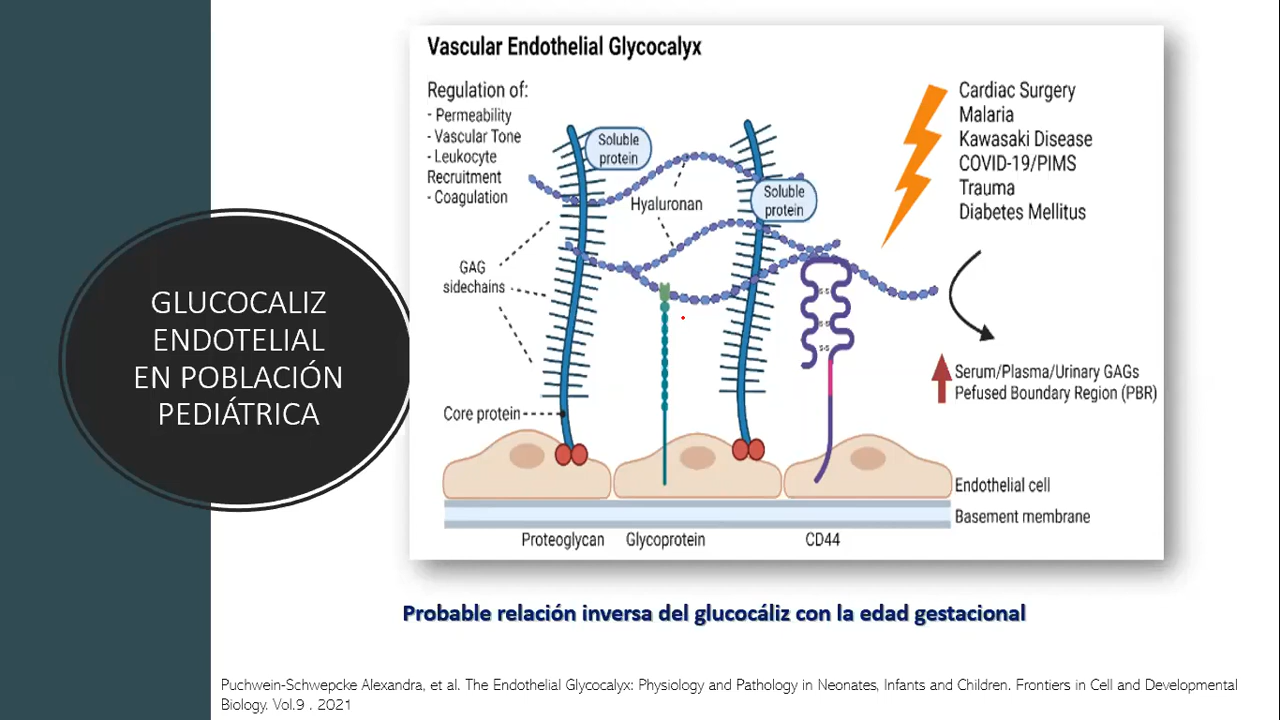 GLUCOCALIZ
ENDOTELIAL
EN POBLACIÓN
PEDIÁTRICA
Vascular Endothelial Glycocalyx
Regulation of:
- Permeability
- Vascular Tone
- Leukocyte
Recruitment
- Coagulation
Soluble
protein
Hyaluronan
Soluble
protein
GAG
sidechains
Core protein
S-S
S-S
S-S
Cardiac Surgery
Malaria
Kawasaki Disease
COVID-19/PIMS
Trauma
Diabetes Mellitus
Serum/Plasma/Urinary GAGs
Pefused Boundary Region (PBR)
Endothelial cell
Basement membrane
Proteoglycan
Glycoprotein
CD44
Probable relación inversa del glucocáliz con la edad gestacional
Puchwein-Schwepcke Alexandra, et al. The Endothelial Glycocalyx: Physiology and Pathology in Neonates, Infants and Children. Frontiers in Cell and Developmental
Biology. Vol.9 . 2021